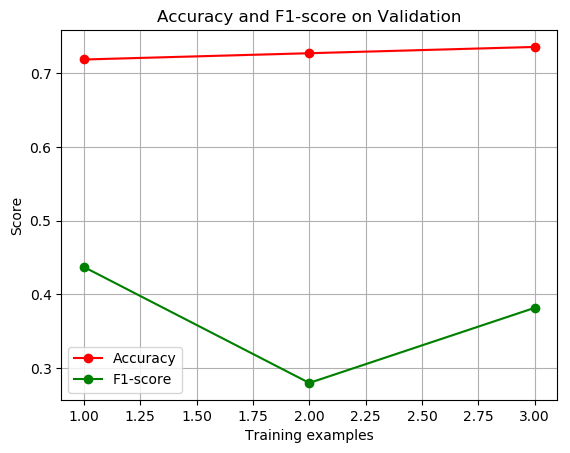 Accuracy and F1-score on Validation
Score
0.7
0.6
0.5
0.4
0.3
Accuracy
F1-score
1.00 1.25 1.50 1.75 2.00 2.25 2.50 2.75 3.00
Training examples